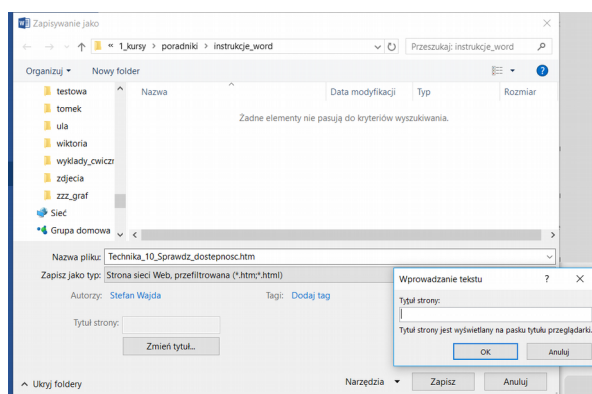 Zapisywanie jako
« 1_kursy › poradniki › instrukcje_word
Przeszukaj: instrukcje_word
Organizuj
Nowy folder
testowa
tomek
ula
wiktoria
wyklady_cwiczn
zdjecia
zzz_graf
Sieć
Grupa domowa
Nazwa
Data modyfikacji
Typ
Rozmiar
Żadne elementy nie pasują do kryteriów wyszukiwania.
Nazwa pliku: Technika_10_Sprawdz_dostepnosc.htm
Zapisz jako typ: Strona sieci Web, przefiltrowana (*.htm;*.html)
Autorzy: Stefan Wajda
Tagi: Dodaj tag
Tytuł strony:
Zmień tytuł...
Wprowadzanie tekstu
Tytuł strony:
Tytuł strony jest wyświetlany na pasku tytułu przeglądarki.
OK
Anuluj
Ukryj foldery
Narzędzia
Zapisz
Anuluj